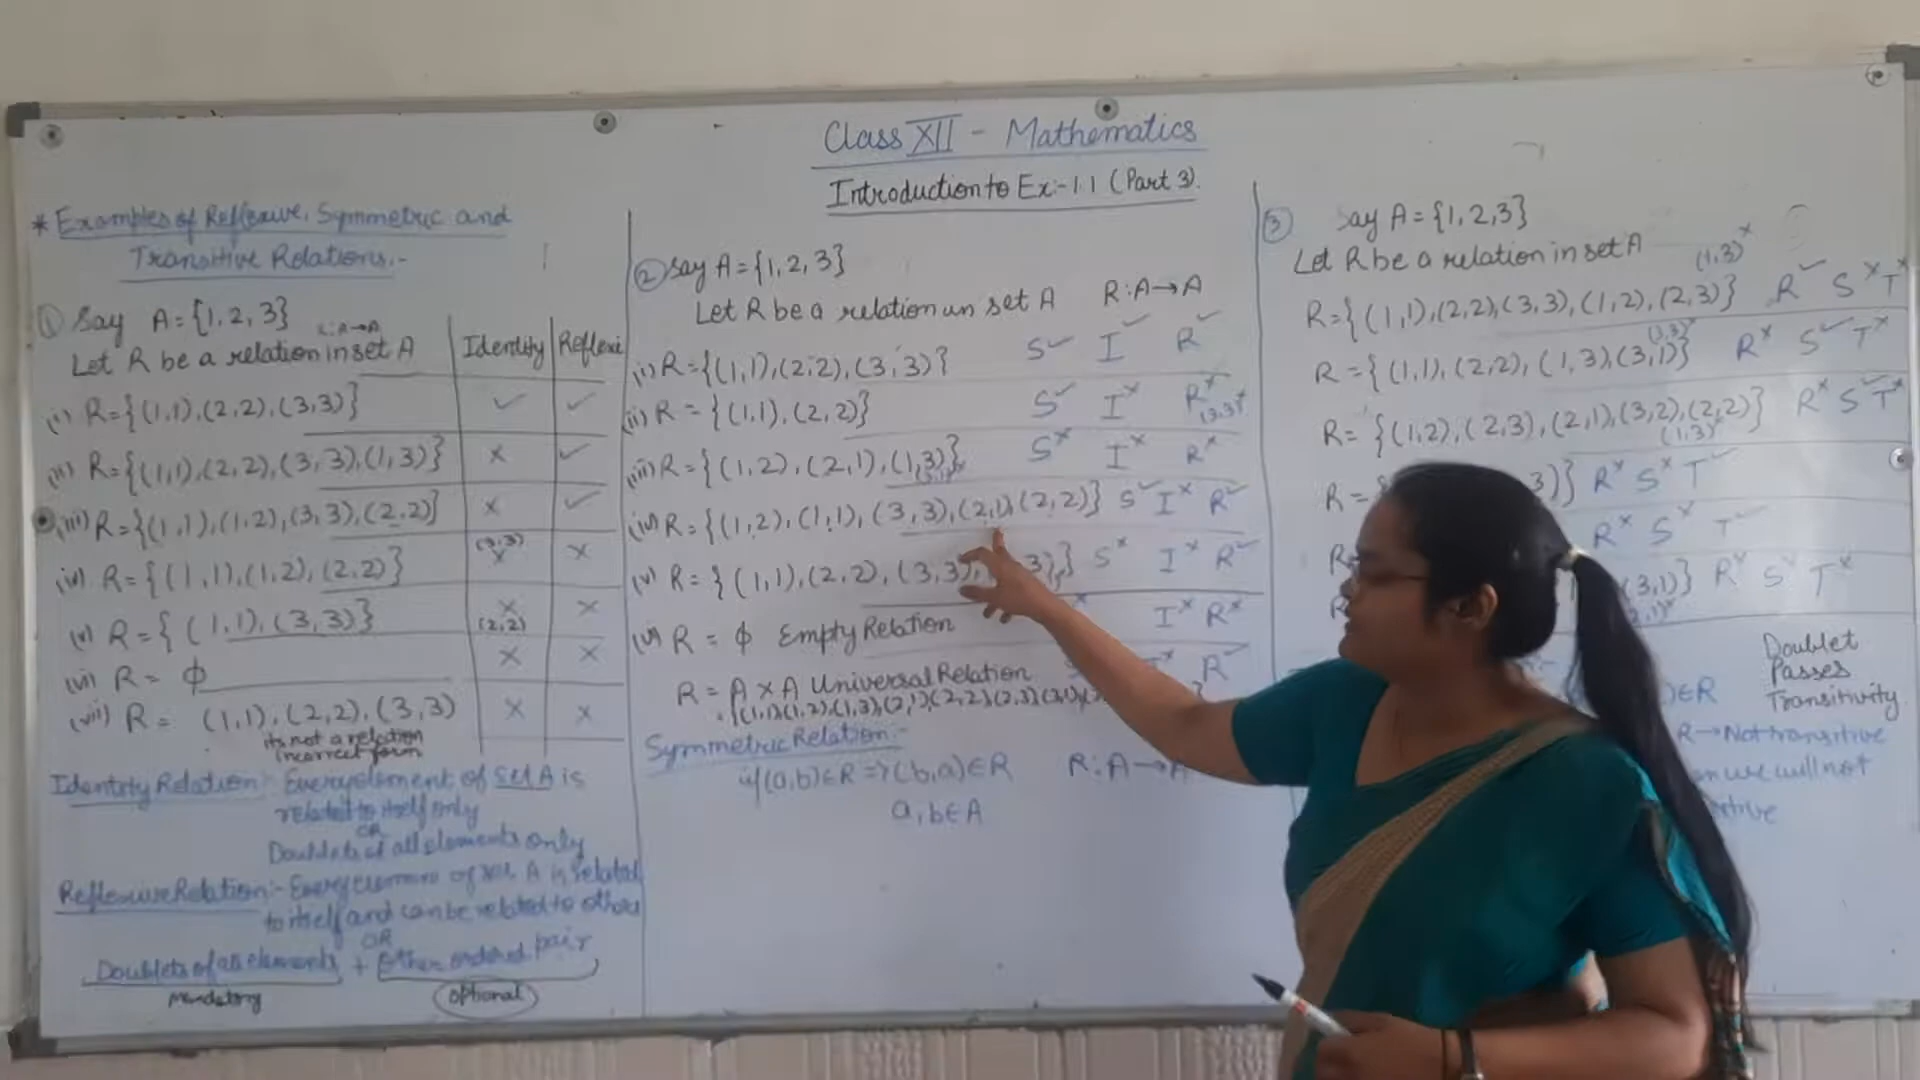 Class XII - Mathematics
Introduction to Ex:-1.1 (Part 3).
* Examples of Reflexive, Symmetric and
Transitive Relations:-
① Say A = {1, 2, 3}
R:A→A
Let R be a relation in set A
Identity Reflexi
(i) R={(1,1),(2,2),(3,3)} ✓ ✓
(ii) R={(1,1),(2,2),(3,3),(1,3)} × ✓
(iii) R={(1,1),(1,2),(3,3),(2,2)} × ✓
(iv) R={(1,1),(1,2),(2,2)} (3,3) × ×
(v) R={(1,1),(3,3)} × (2,2) ×
(vi) R = ϕ × ×
(vii) R = (1,1),(2,2),(3,3) × ×
its not a relation
incorrect form
Identity Relation:- Every element of set A is
related to itself only
OR
Doublets of all elements only
Reflexive Relation:- Every element of set A is related
to itself and can be related to others
OR
Doublets of all elements + other ordered pair
Mandatory optional
② Say A = {1, 2, 3}
Let R be a relation in set A R:A→A
(i) R={(1,1),(2,2),(3,3)} S✓ I✓ R✓
(ii) R = {(1,1),(2,2)} S✓ I× R× (3,3)×
(iii) R={(1,2),(2,1),(1,3)} S× I× R×
(iv) R={(1,2),(1,1),(3,3),(2,1),(2,2)} S✓ I× R✓
(v) R={(1,1),(2,2),(3,3), 3)} S× I× R✓
(vi) R = ϕ Empty Relation I× R×
R = A × A Universal Relation I× R✓
= {(1,1),(1,2),(1,3),(2,1),(2,2),(2,3),(3,1),
Symmetric Relation:-
if (a,b)∈R => (b,a)∈R R:A→A
a,b∈A
③ Say A = {1, 2, 3}
Let R be a relation in set A (1,3)×
R={(1,1),(2,2),(3,3),(1,2),(2,3)} R✓ S× T×
(3,3)×
R={(1,1),(2,2),(1,3),(3,1)} R× S✓ T×
R={(1,2),(2,3),(2,1),(3,2),(2,2)} R× S✓ T×
(1,3)×
R= 3)} R× S× T✓
R× S× T✓
(3,1)} T×
Doublet
Passes
Transitivity
)∈R
R→Not transitive
we will not